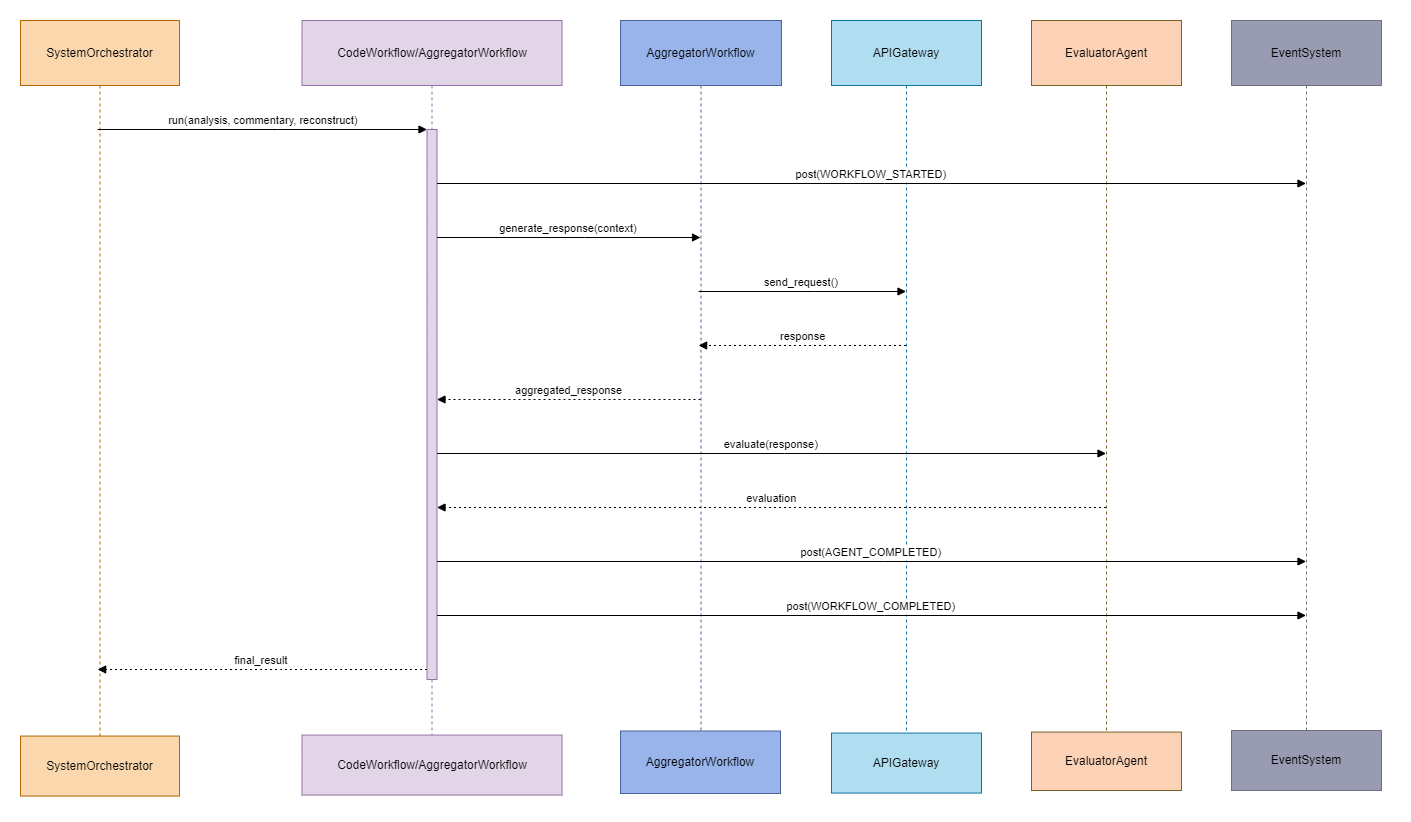 SystemOrchestrator
CodeWorkflow/AggregatorWorkflow
AggregatorWorkflow
APIGateway
EvaluatorAgent
EventSystem
run(analysis, commentary, reconstruct)
post(WORKFLOW_STARTED)
generate_response(context)
send_request()
response
aggregated_response
evaluate(response)
evaluation
post(AGENT_COMPLETED)
post(WORKFLOW_COMPLETED)
final_result
SystemOrchestrator
CodeWorkflow/AggregatorWorkflow
AggregatorWorkflow
APIGateway
EvaluatorAgent
EventSystem